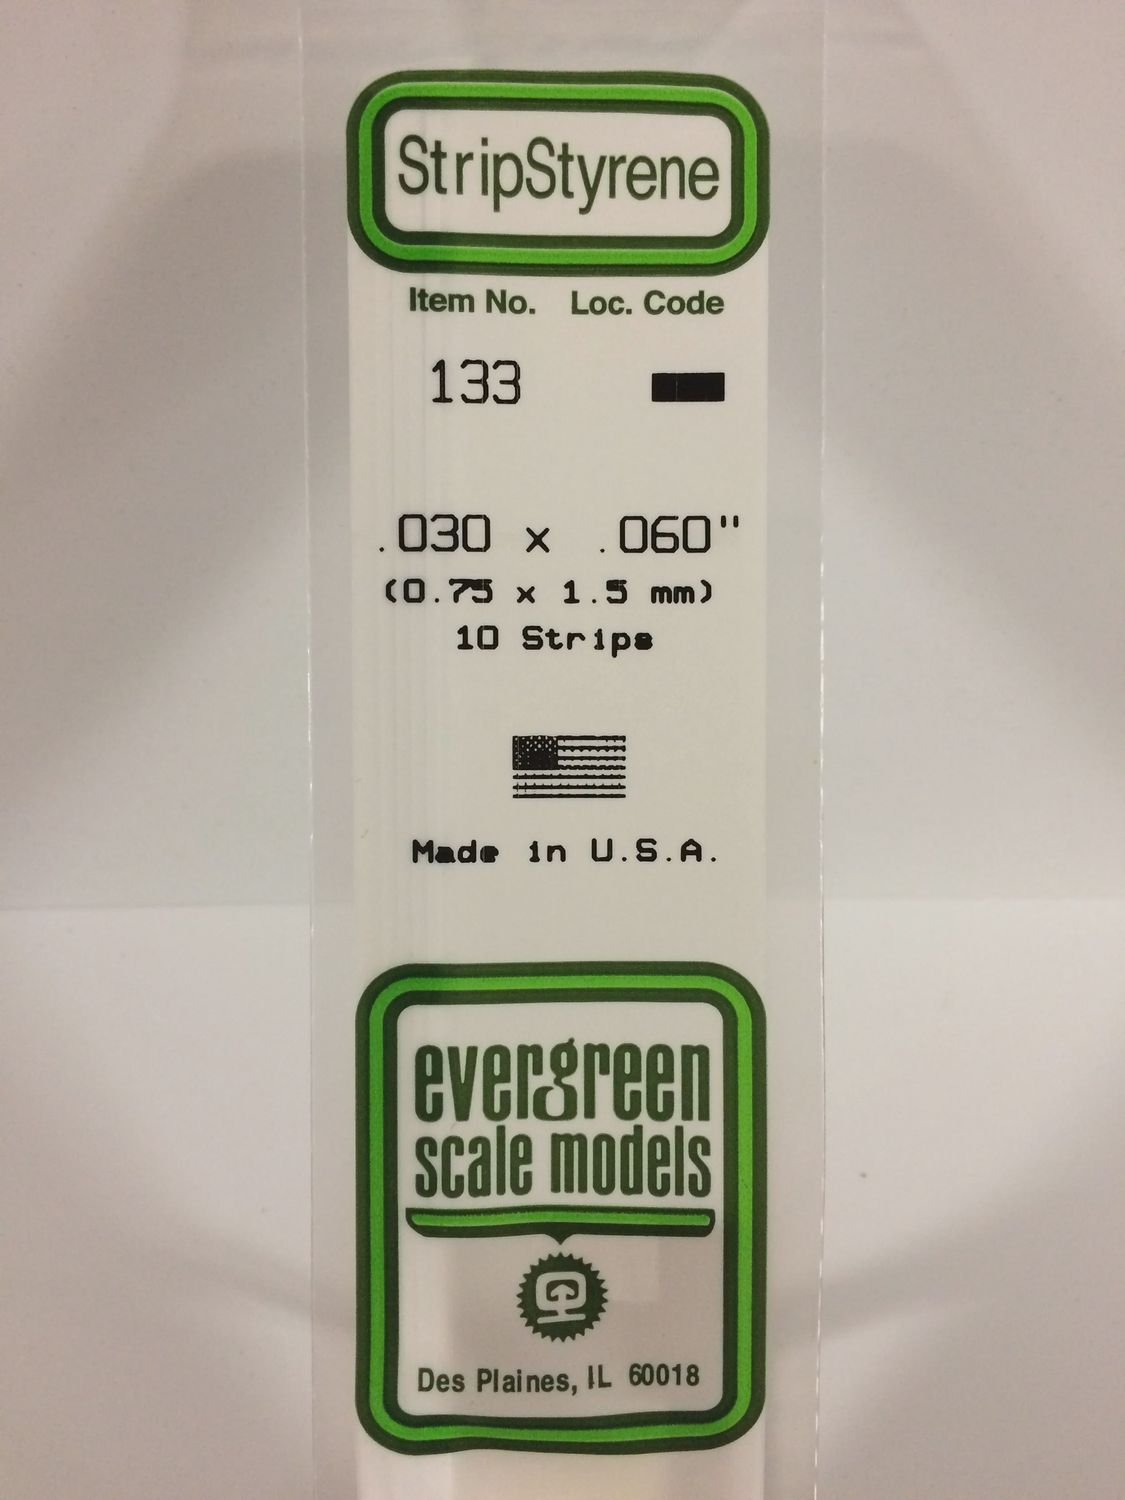 StripStyrene
Item No. Loc. Code
133
.030 x .060"
(0.75 x 1.5 mm)
10 Strips
Made in U.S.A.
evergreen
scale models
Des Plaines, IL 60018